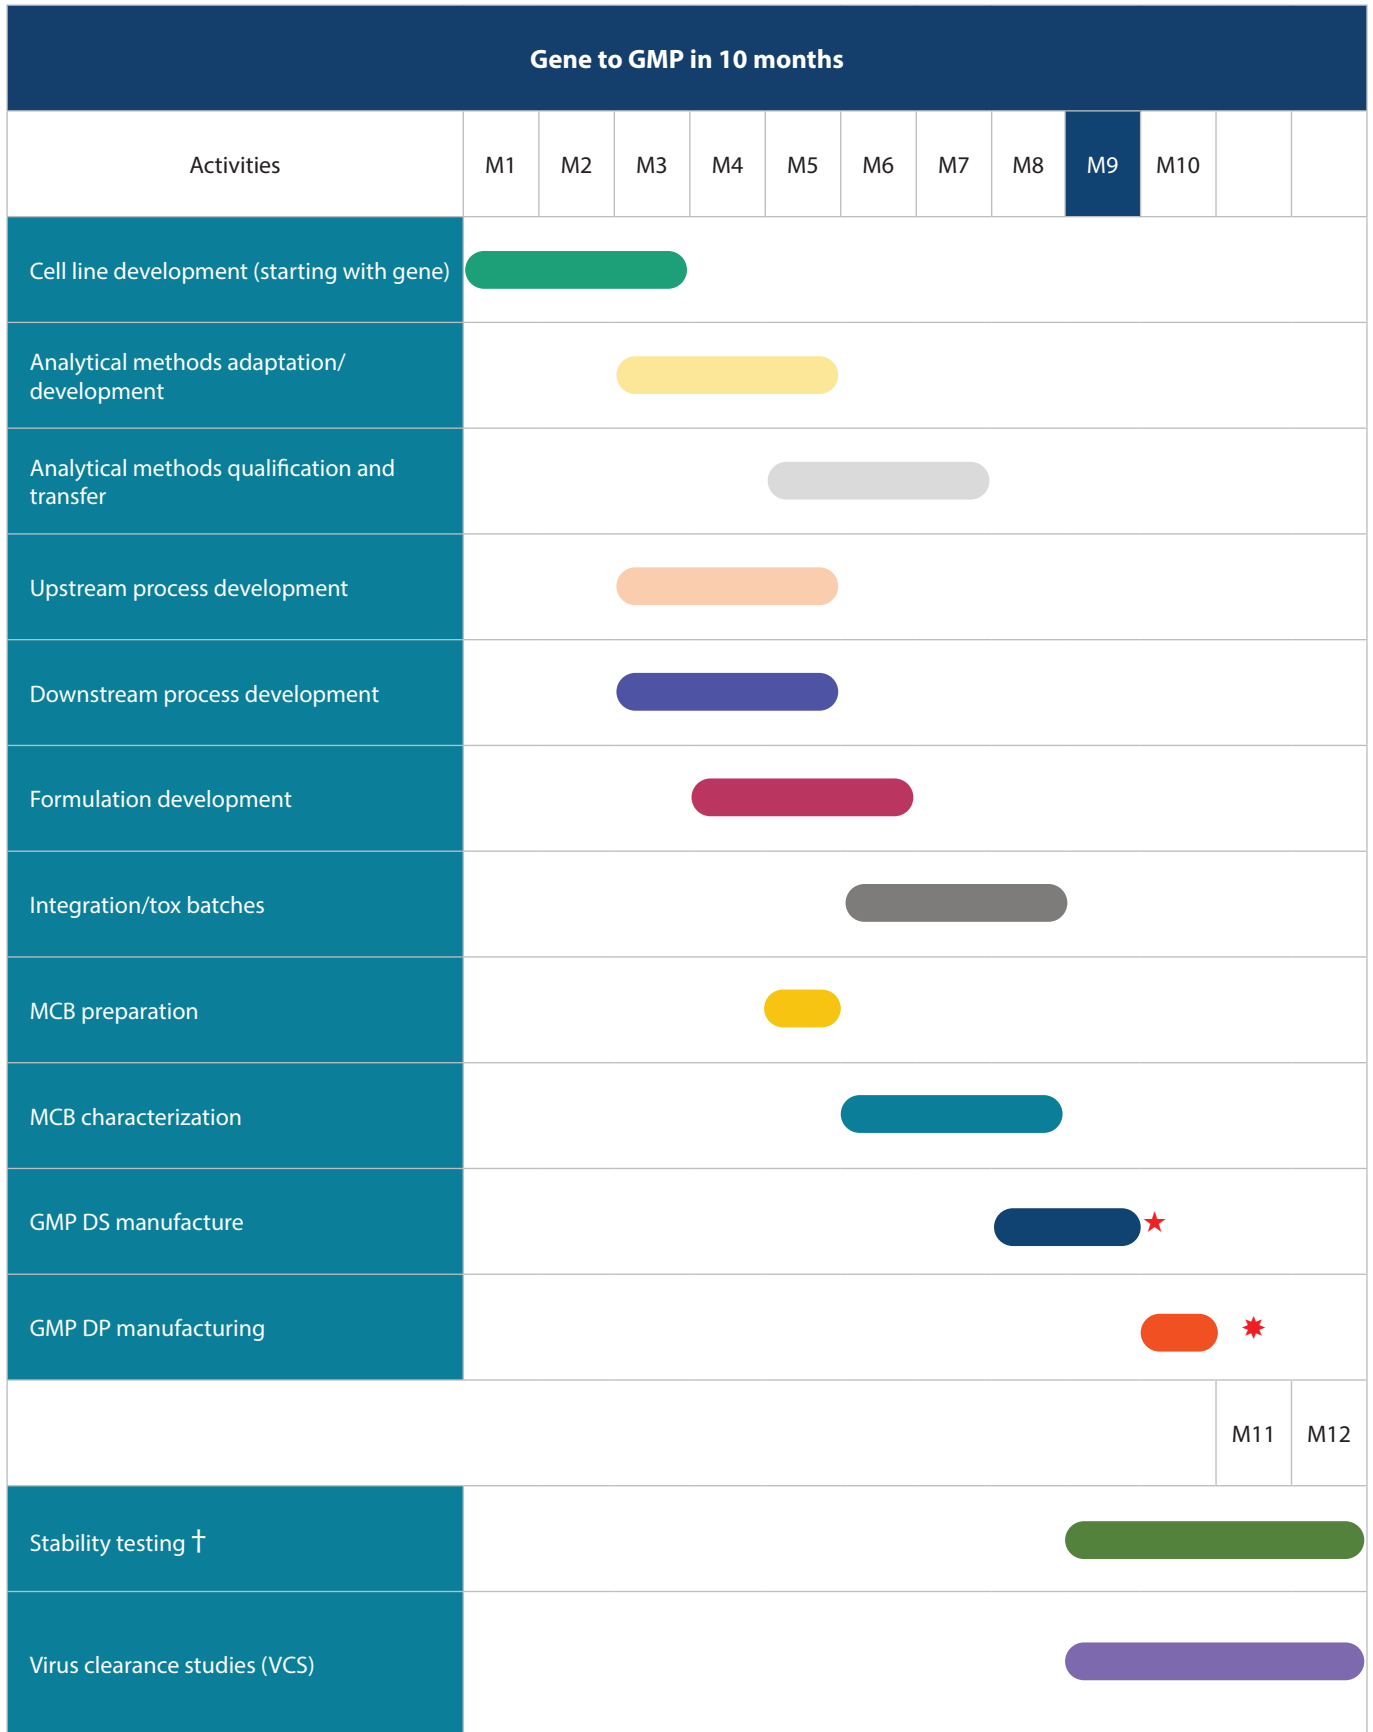 Gene to GMP in 10 months
Activities M1 M2 M3 M4 M5 M6 M7 M8 M9 M10
Cell line development (starting with gene)
Analytical methods adaptation/
development
Analytical methods qualification and
transfer
Upstream process development
Downstream process development
Formulation development
Integration/tox batches
MCB preparation
MCB characterization
GMP DS manufacture
GMP DP manufacturing
M11 M12
Stability testing †
Virus clearance studies (VCS)